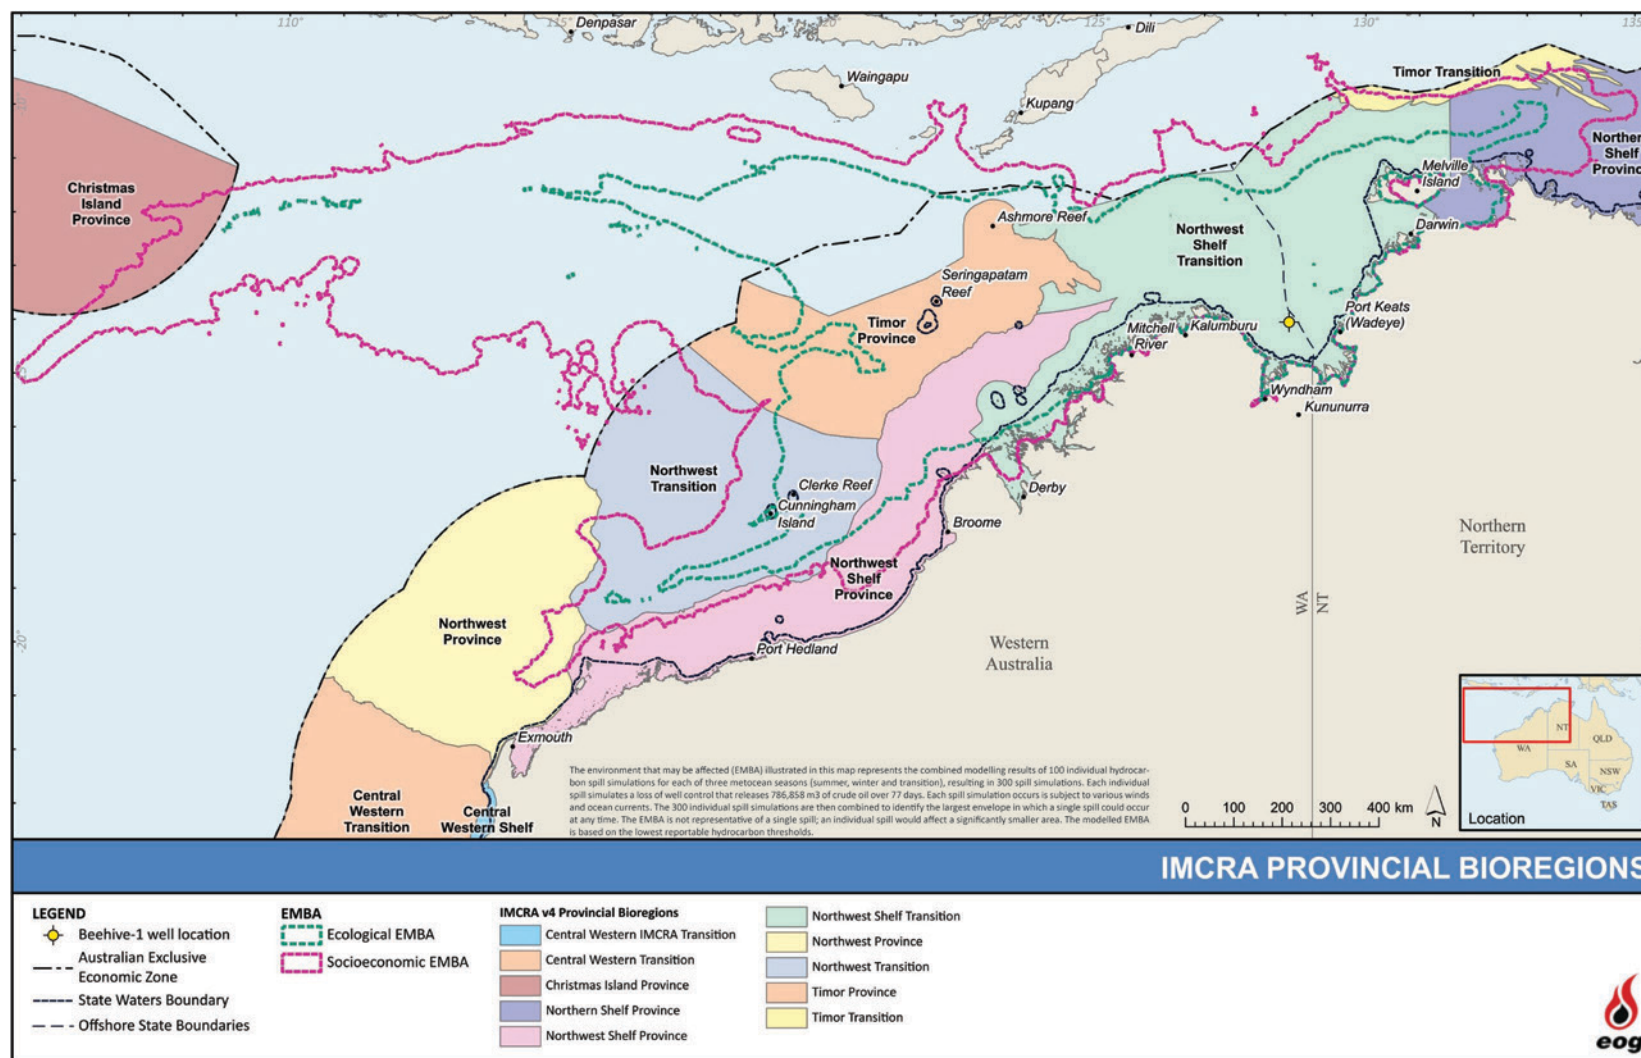 110°
115°
120°
125°
130°
135
Denpasar
Dili
Waingapu
Kupang
Timor Transition
Christmas
Island
Province
Northern
Shelf
Province
Melville
Island
Darwin
Ashmore Reef
Northwest
Shelf
Transition
Seringapatam
Reef
Timor
Province
Port Keats
(Wadeye)
Mitchell
River
Kalumburu
Wyndham
Kununurra
Northwest
Transition
Clerke Reef
Cunningham
Island
Derby
Broome
Northern
Territory
Northwest
Shelf
Province
WA
NT
Northwest
Province
-20°
Port Hedland
Western
Australia
Exmouth
Central
Western
Transition
Central
Western Shelf
The environment that may be affected (EMBA) illustrated in this map represents the combined modelling results of 100 individual hydrocar-
bon spill simulations for each of three metocean seasons (summer, winter and transition), resulting in 300 spill simulations. Each individual
spill simulates a loss of well control that releases 786,858 m3 of crude oil over 77 days. Each spill simulation occurs is subject to various winds
and ocean currents. The 300 individual spill simulations are then combined to identify the largest envelope in which a single spill could occur
at any time. The EMBA is not representative of a single spill; an individual spill would affect a significantly smaller area. The modelled EMBA
is based on the lowest reportable hydrocarbon thresholds.
0 100 200 300 400 km
N
WA
NT
QLD
SA
NSW
VIC
TAS
Location
IMCRA PROVINCIAL BIOREGIONS
LEGEND
Beehive-1 well location
Australian Exclusive
Economic Zone
State Waters Boundary
Offshore State Boundaries
EMBA
Ecological EMBA
Socioeconomic EMBA
IMCRA v4 Provincial Bioregions
Central Western IMCRA Transition
Central Western Transition
Christmas Island Province
Northern Shelf Province
Northwest Shelf Province
Northwest Shelf Transition
Northwest Province
Northwest Transition
Timor Province
Timor Transition
eog